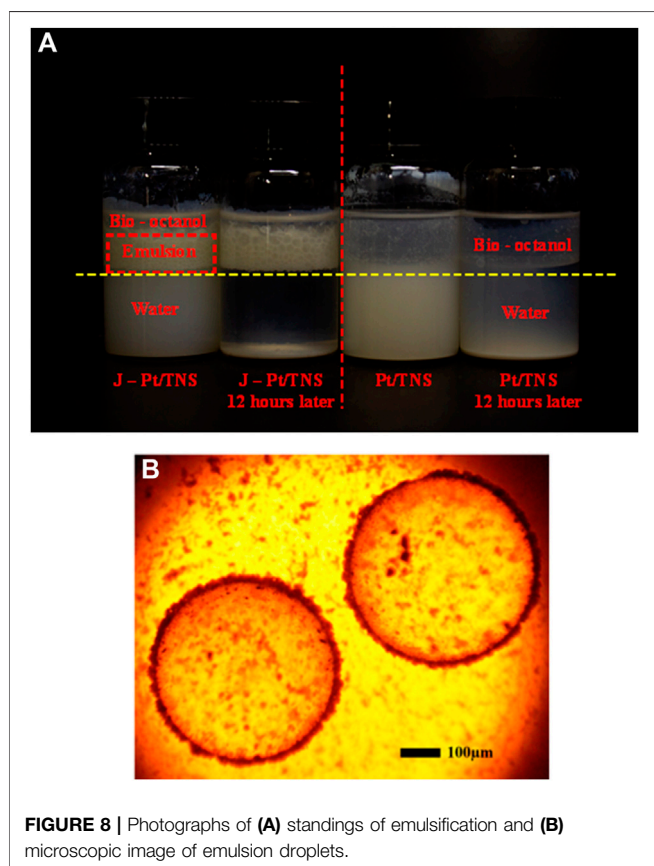 A
Bio - octanol
Emulsion
Water
Bio - octanol
Water
J – Pt/TNS
J – Pt/TNS
12 hours later
Pt/TNS
Pt/TNS
12 hours later
B
100µm
FIGURE 8 | Photographs of (A) standings of emulsification and (B)
microscopic image of emulsion droplets.